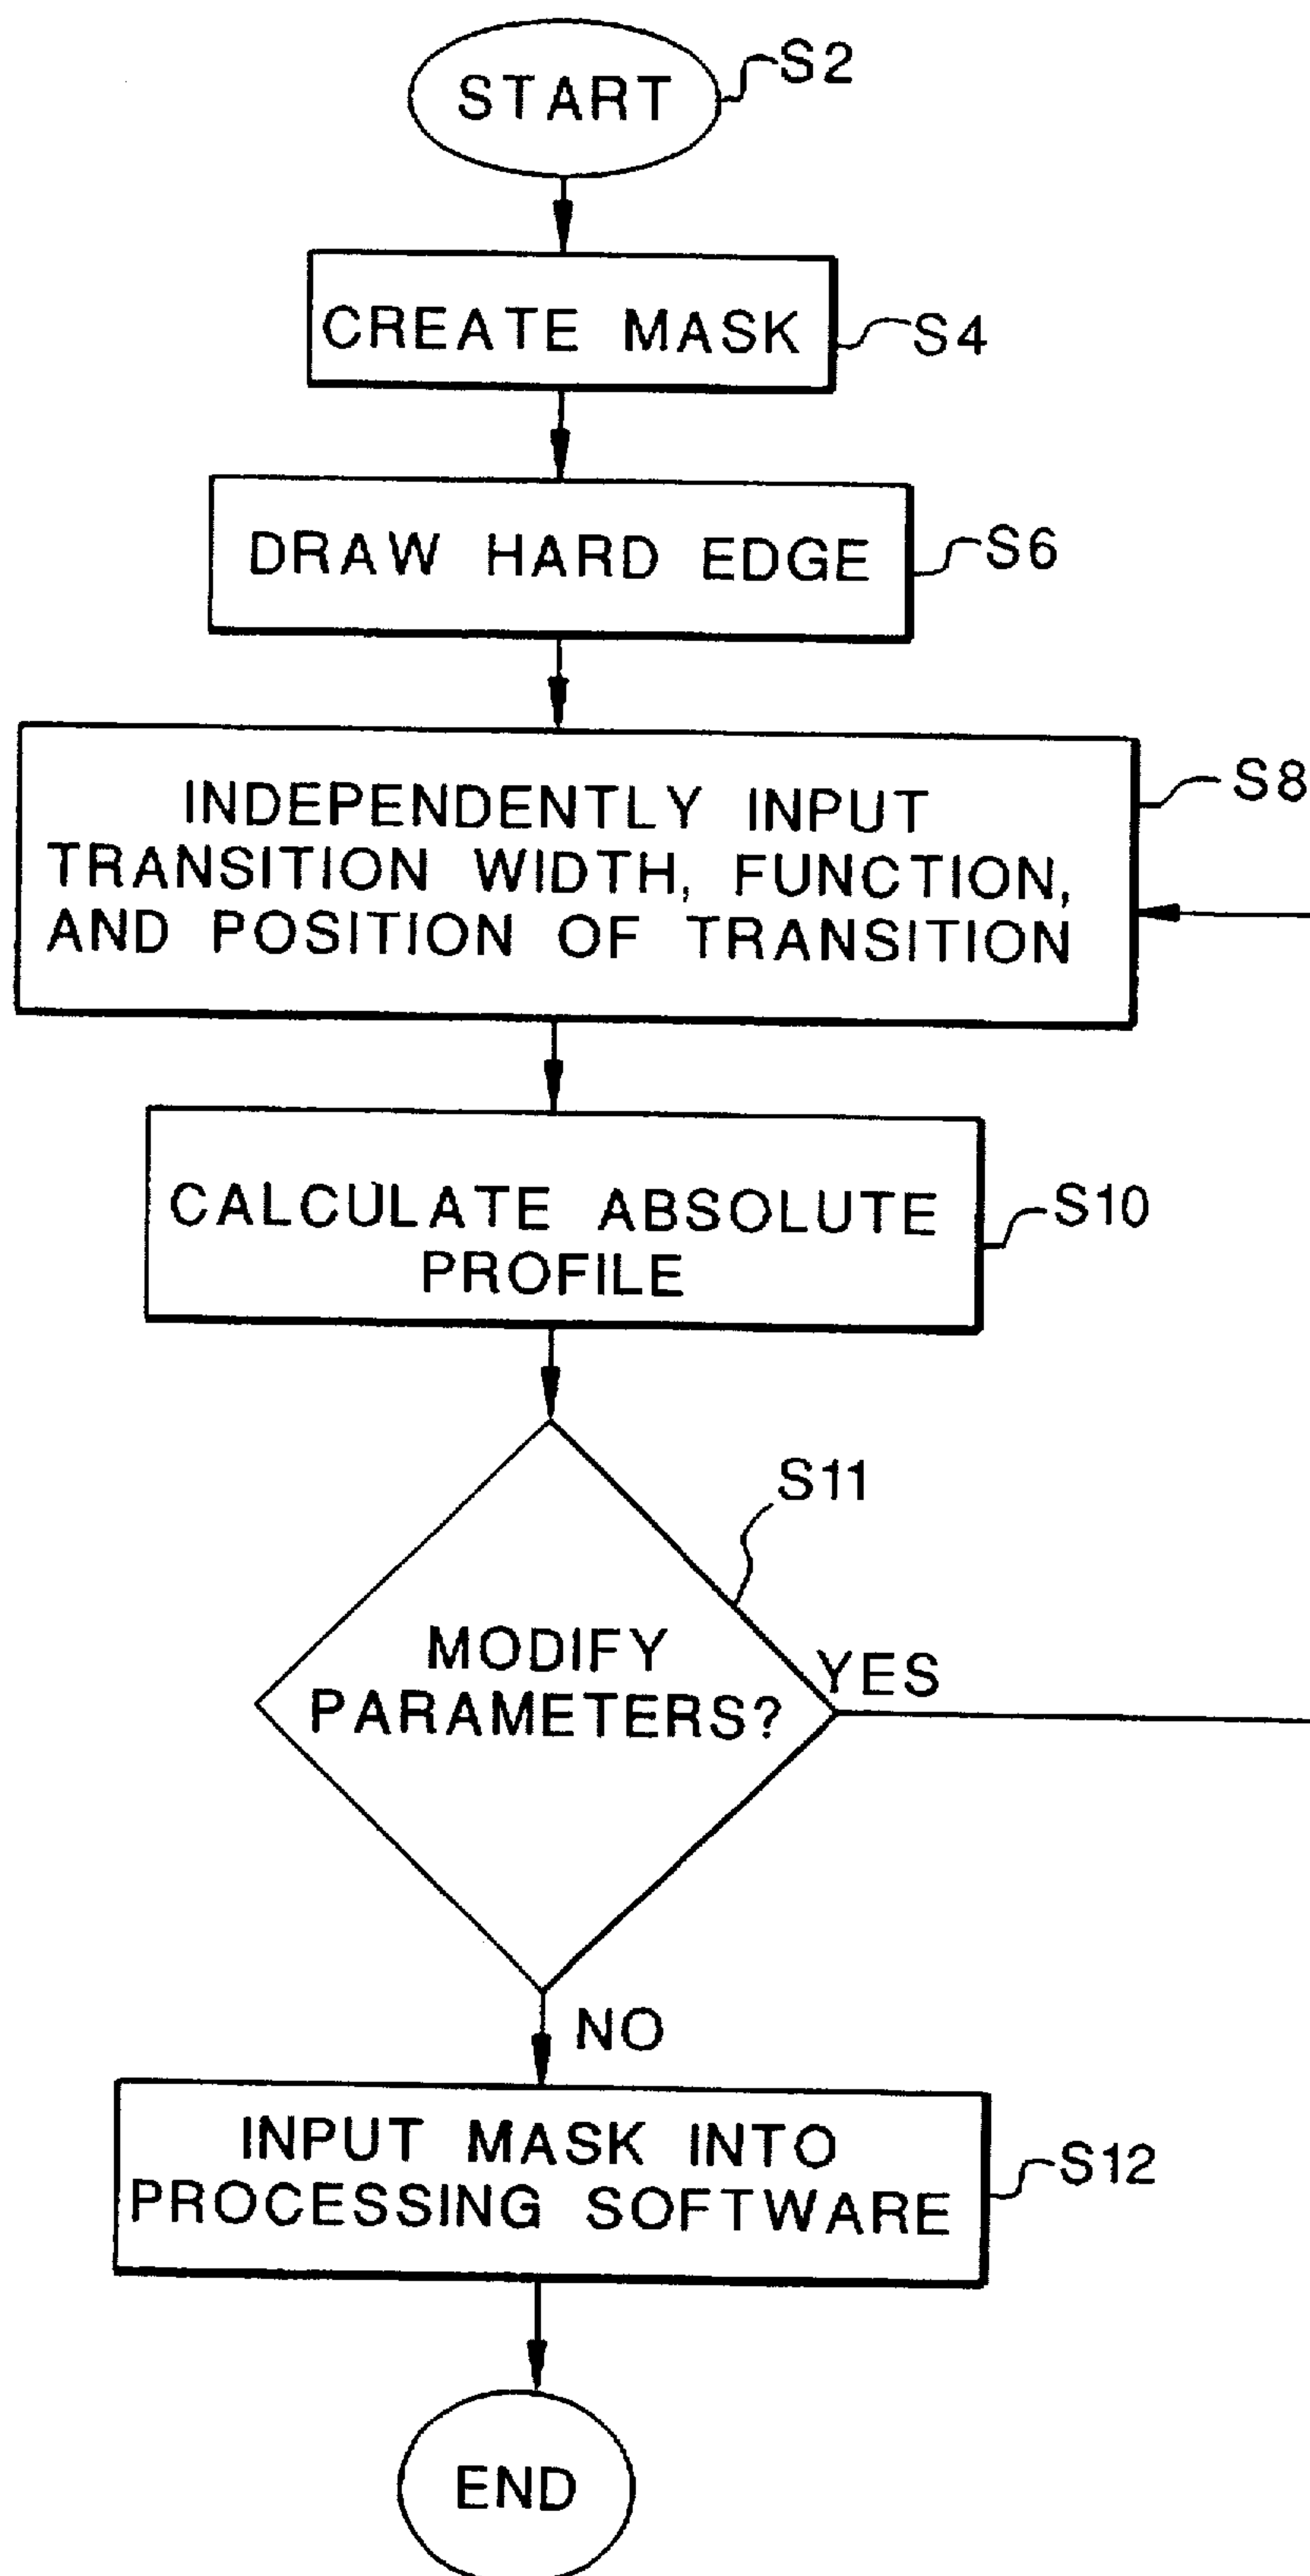 START
S2
CREATE MASK
S4
DRAW HARD EDGE
S6
INDEPENDENTLY INPUT
TRANSITION WIDTH, FUNCTION,
AND POSITION OF TRANSITION
S8
CALCULATE ABSOLUTE
PROFILE
S10
MODIFY
PARAMETERS?
S11
YES
NO
INPUT MASK INTO
PROCESSING SOFTWARE
S12
END